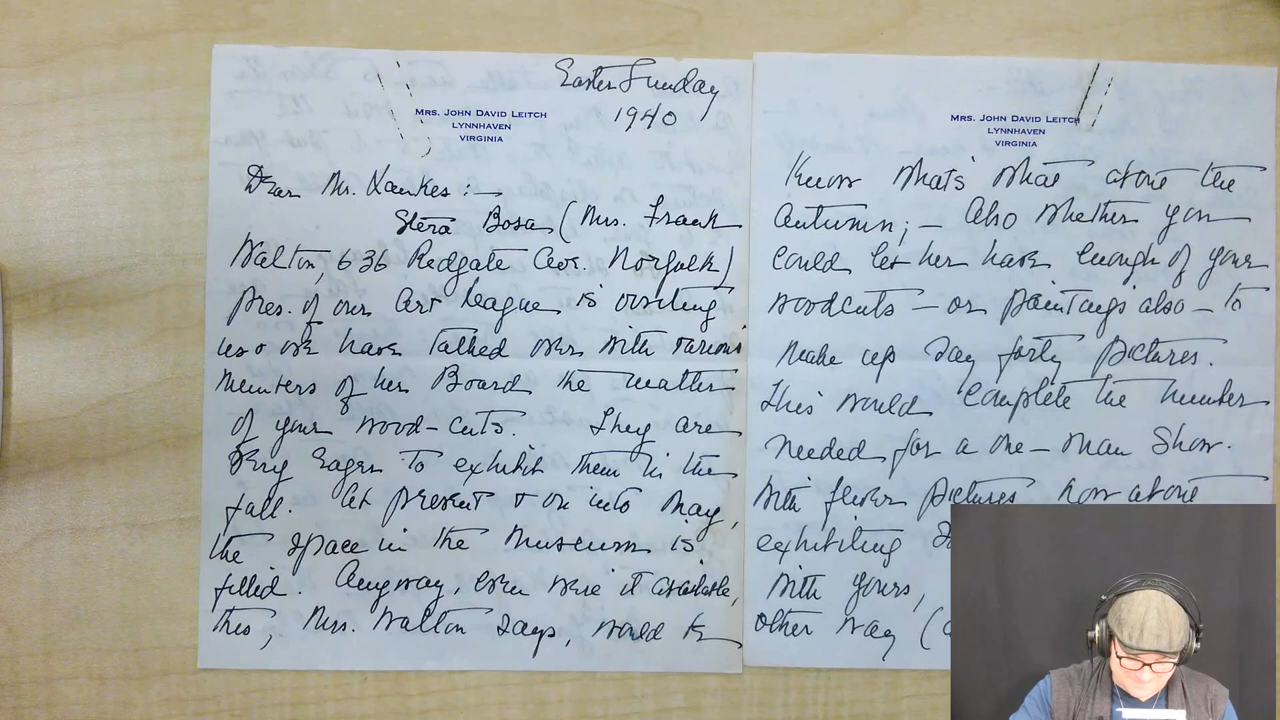 Easter Sunday
1940
MRS. JOHN DAVID LEITCH
LYNNHAVEN
VIRGINIA
Dear Mr. Lankes :—
Bosa (Mrs. Frank
Walton, 636 Redgate Ave. Norfolk)
pres. of our Art League is visiting
us & we have talked over with various
members of her Board the matter
of your wood-cuts. They are
very eager to exhibit them in the
fall. At present & on into May,
the space in the Museum is
filled. Anyway, even were it available,
this, Mrs. Walton says, would be
MRS. JOHN DAVID LEITCH
LYNNHAVEN
VIRGINIA
Know what's what about the
autumn; — Also whether you
could let her have enough of your
woodcuts — or paintings also — to
make up say forty pictures.
This would complete the number
needed for a one-man show.
With fewer pictures how about
exhibiting
with yours,
other way (